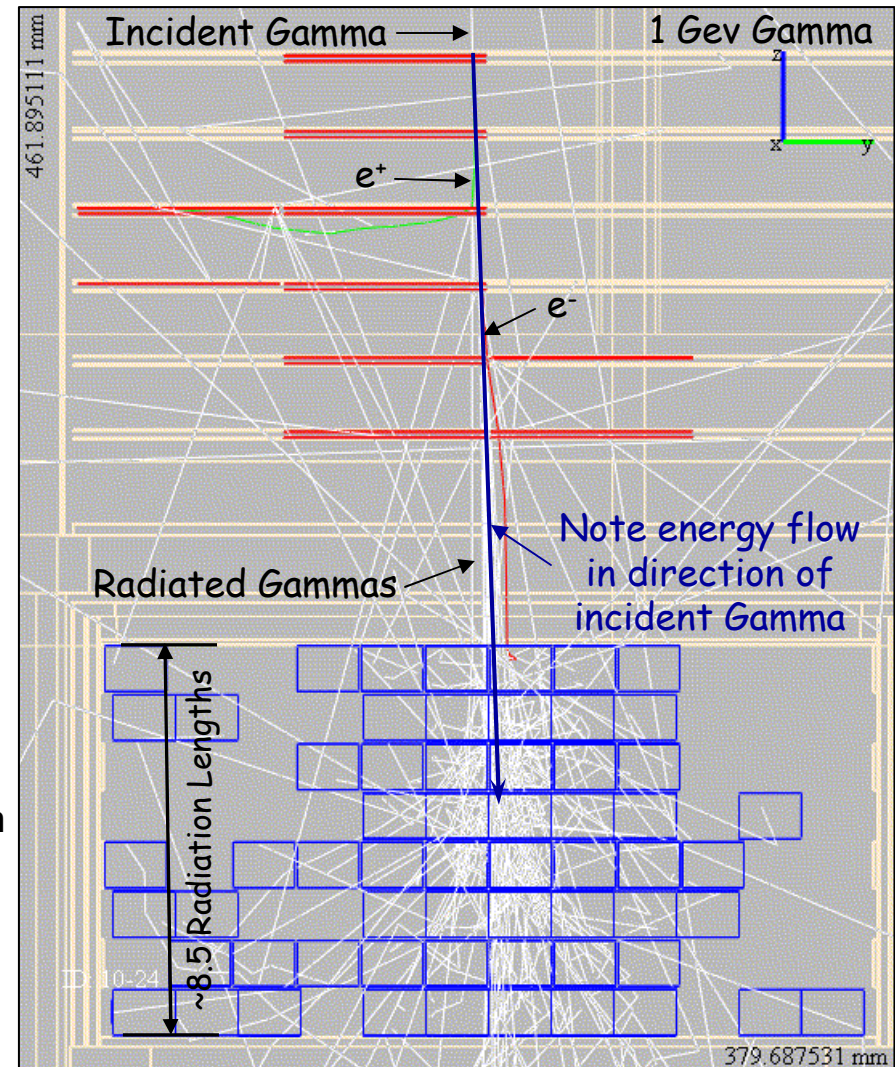 Incident Gamma
1 Gev Gamma
461.895111 mm
z
x
y
e+
e-
Note energy flow
in direction of
incident Gamma
Radiated Gammas
~8.5 Radiation Lengths
n
ID: 10-24
379.687531 mm